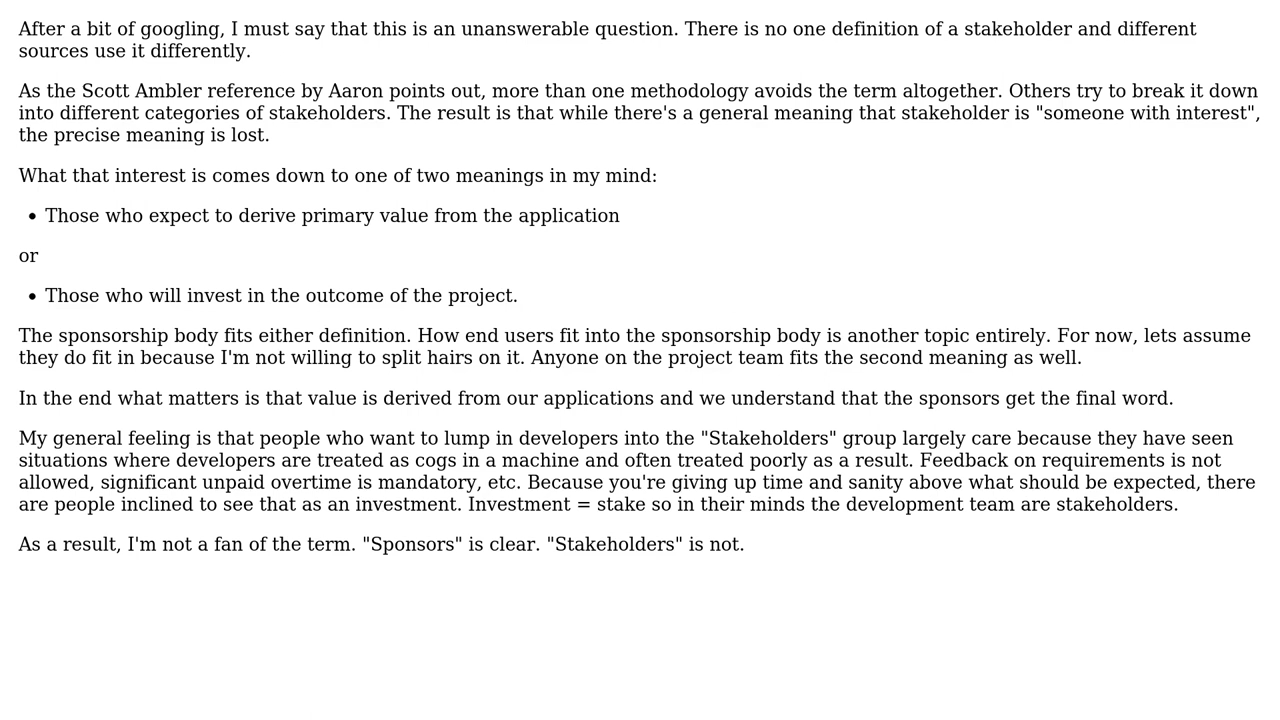 After a bit of googling, I must say that this is an unanswerable question. There is no one definition of a stakeholder and different
sources use it differently.
As the Scott Ambler reference by Aaron points out, more than one methodology avoids the term altogether. Others try to break it down
into different categories of stakeholders. The result is that while there's a general meaning that stakeholder is "someone with interest",
the precise meaning is lost.
What that interest is comes down to one of two meanings in my mind:
• Those who expect to derive primary value from the application
or
• Those who will invest in the outcome of the project.
The sponsorship body fits either definition. How end users fit into the sponsorship body is another topic entirely. For now, lets assume
they do fit in because I'm not willing to split hairs on it. Anyone on the project team fits the second meaning as well.
In the end what matters is that value is derived from our applications and we understand that the sponsors get the final word.
My general feeling is that people who want to lump in developers into the "Stakeholders" group largely care because they have seen
situations where developers are treated as cogs in a machine and often treated poorly as a result. Feedback on requirements is not
allowed, significant unpaid overtime is mandatory, etc. Because you're giving up time and sanity above what should be expected, there
are people inclined to see that as an investment. Investment = stake so in their minds the development team are stakeholders.
As a result, I'm not a fan of the term. "Sponsors" is clear. "Stakeholders" is not.